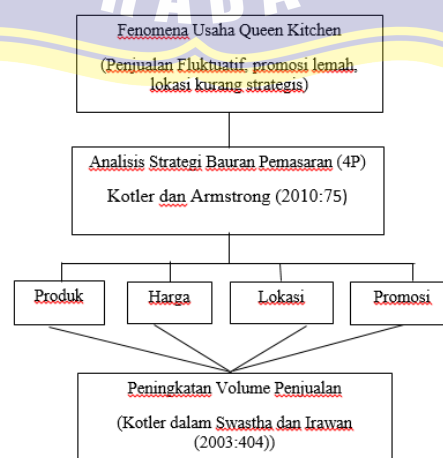 Fenomena Usaha Queen Kitchen
(Penjualan Fluktuatif, promosi lemah,
lokasi kurang strategis)
Analisis Strategi Bauran Pemasaran (4P)
Kotler dan Armstrong (2010:75)
Produk
Harga
Lokasi
Promosi
Peningkatan Volume Penjualan
(Kotler dalam Swastha dan Irawan
(2003:404))